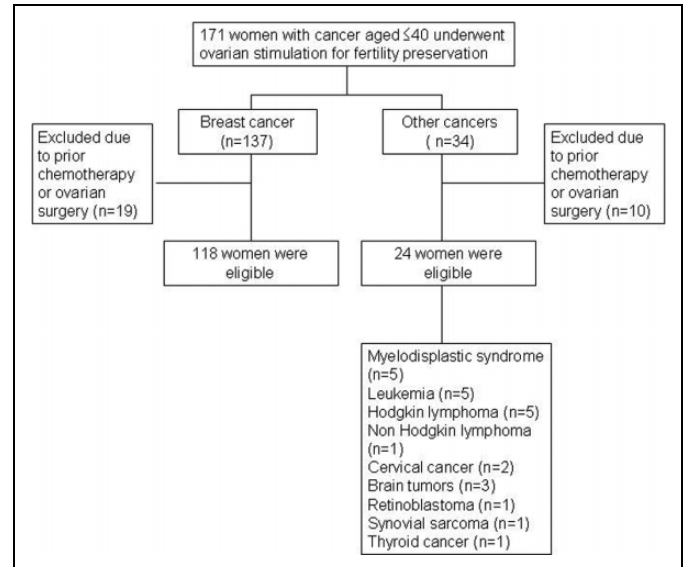 171 women with cancer aged ≤40 underwent
ovarian stimulation for fertility preservation
Breast cancer
(n=137)
Other cancers
( n=34)
Excluded due
to prior
chemotherapy
or ovarian
surgery (n=19)
Excluded due
to prior
chemotherapy
or ovarian
surgery (n=10)
118 women were
eligible
24 women were
eligible
Myelodisplastic syndrome
(n=5)
Leukemia (n=5)
Hodgkin lymphoma (n=5)
Non Hodgkin lymphoma
(n=1)
Cervical cancer (n=2)
Brain tumors (n=3)
Retinoblastoma (n=1)
Synovial sarcoma (n=1)
Thyroid cancer (n=1)